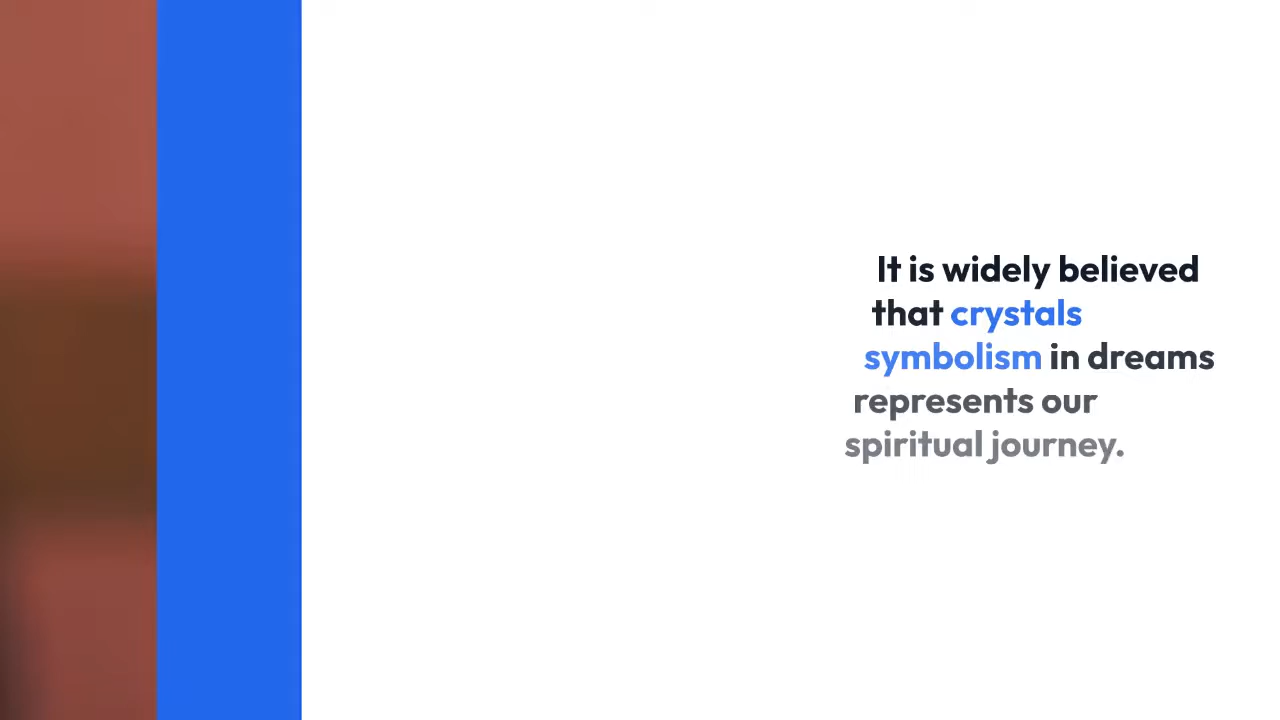 It is widely believed
that crystals
symbolism in dreams
represents our
spiritual journey.